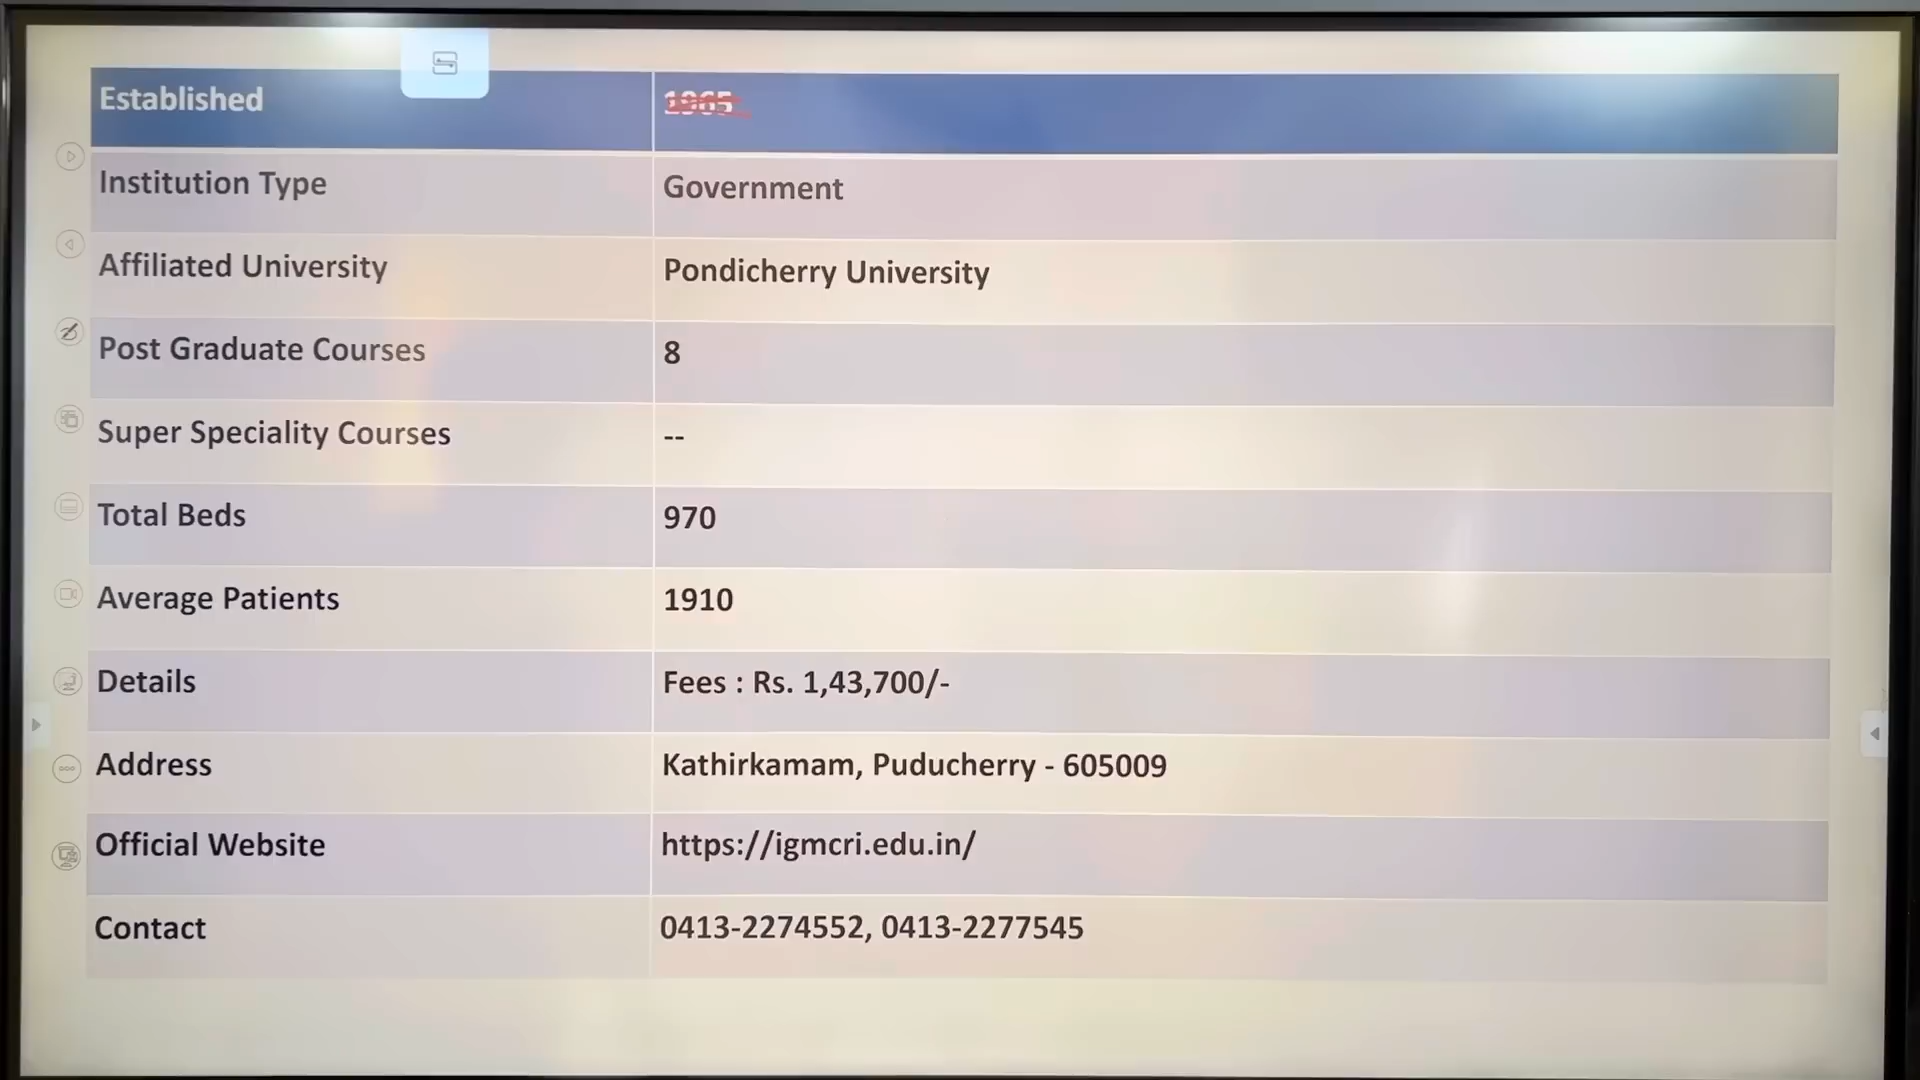 Established 1965
Institution Type Government
Affiliated University Pondicherry University
Post Graduate Courses 8
Super Speciality Courses --
Total Beds 970
Average Patients 1910
Details Fees : Rs. 1,43,700/-
Address Kathirkamam, Puducherry - 605009
Official Website https://igmcri.edu.in/
Contact 0413-2274552, 0413-2277545